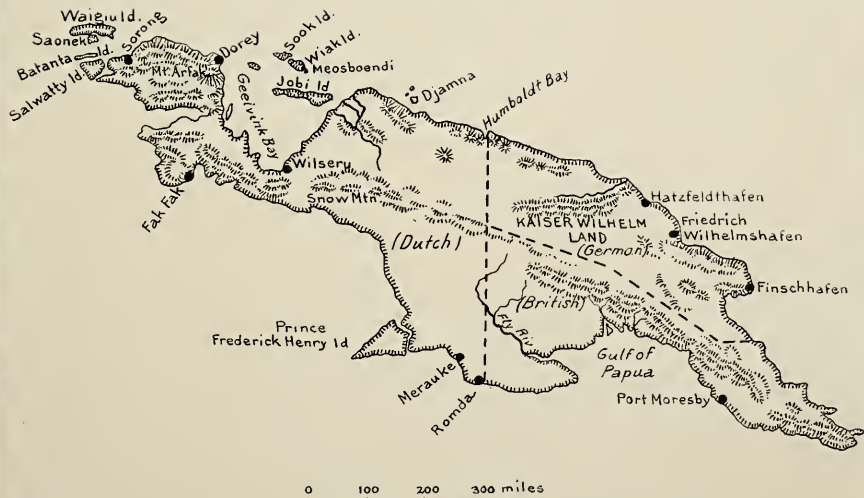 Waigiu Id.
Saonek
Batanta Id.
Salwatty Id
Sorong
Mt. Arfak
Dorey
Geelvink Bay
Sook Id.
Wiak Id.
Meosboendi
Jobi Id
Djamna
Humboldt Bay
Fak Fak
Wilsery
Snow Mtn.
(Dutch)
KAISER WILHELM
LAND
(German)
Hatzfeldthafen
Friedrich
Wilhelmshafen
Finschhafen
(British)
Fly Riv.
Prince
Frederick Henry Id
Merauke
Romda
Gulf of
Papua
Port Moresby
0 100 200 300 miles